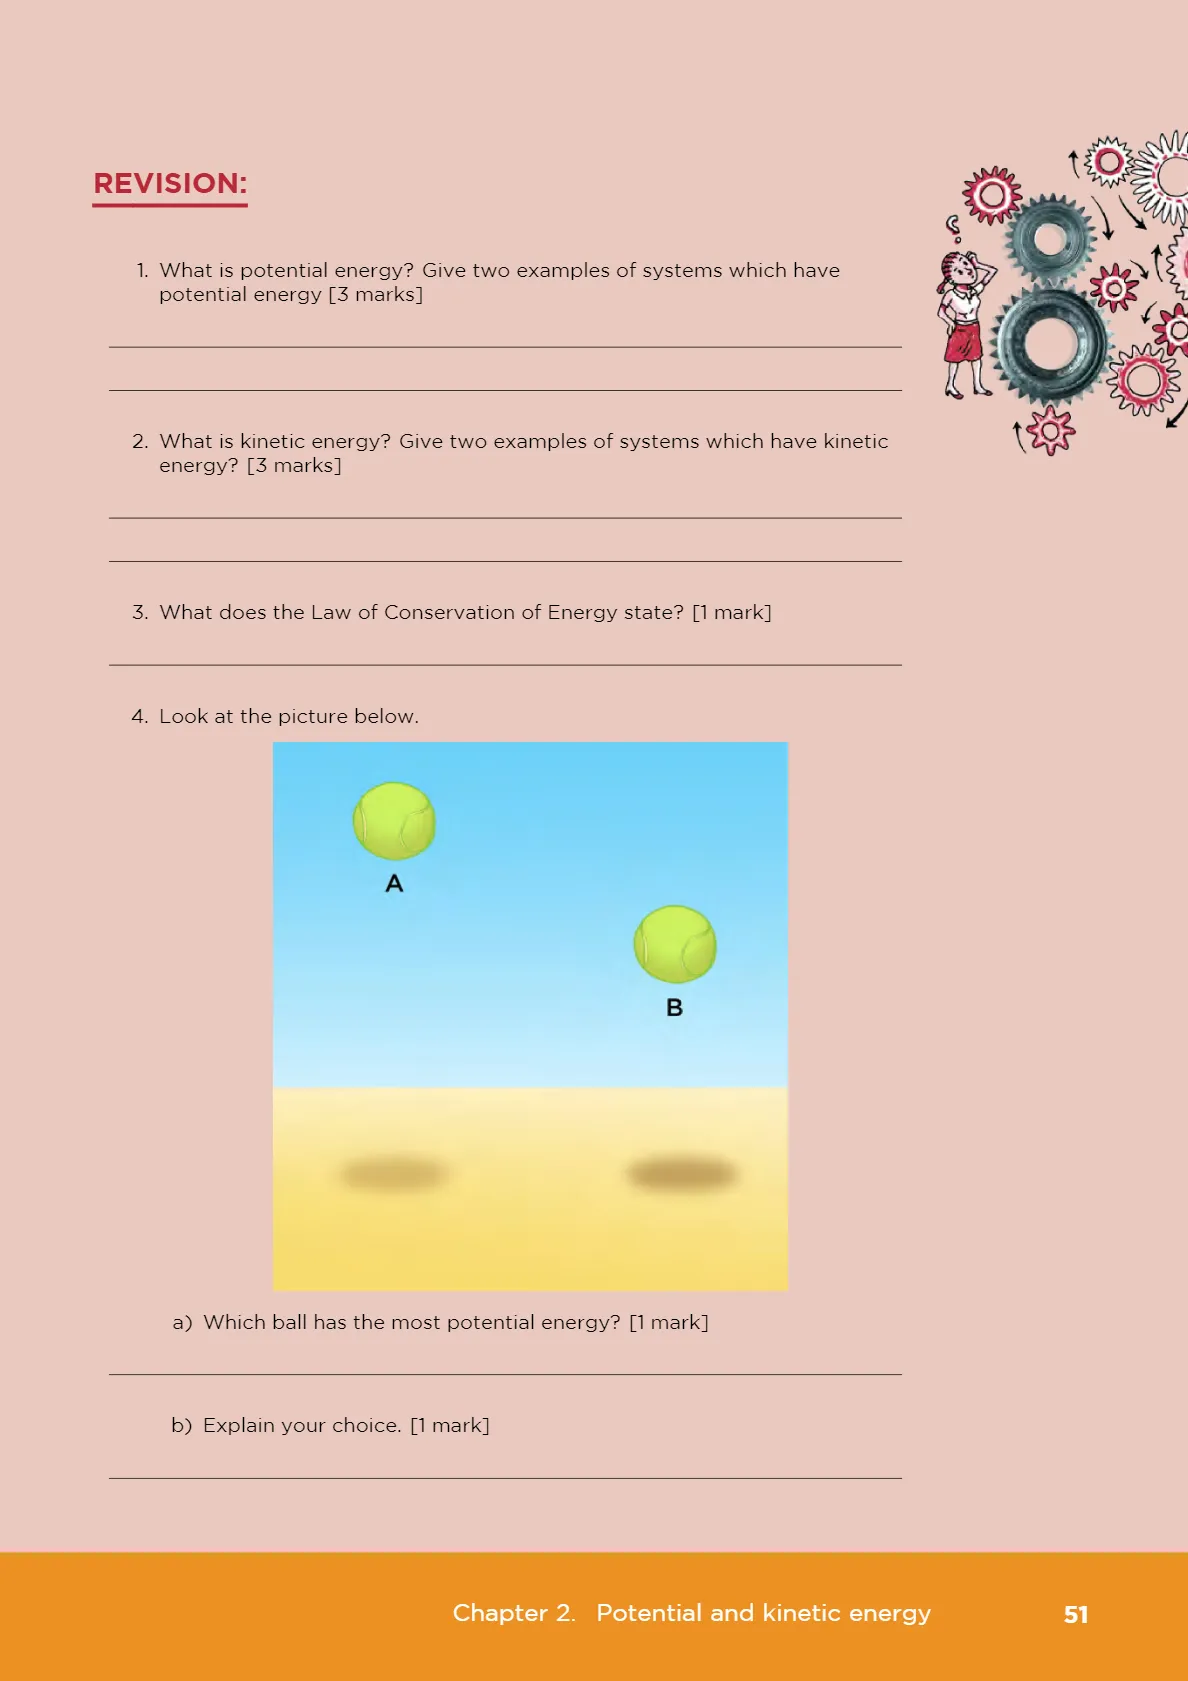 REVISION:
1. What is potential energy? Give two examples of systems which have
potential energy [3 marks]
2. What is kinetic energy? Give two examples of systems which have kinetic
energy? [3 marks]
3. What does the Law of Conservation of Energy state? [1 mark]
4. Look at the picture below.
A
B
a) Which ball has the most potential energy? [1 mark]
b) Explain your choice. [1 mark]
Chapter 2. Potential and kinetic energy 51